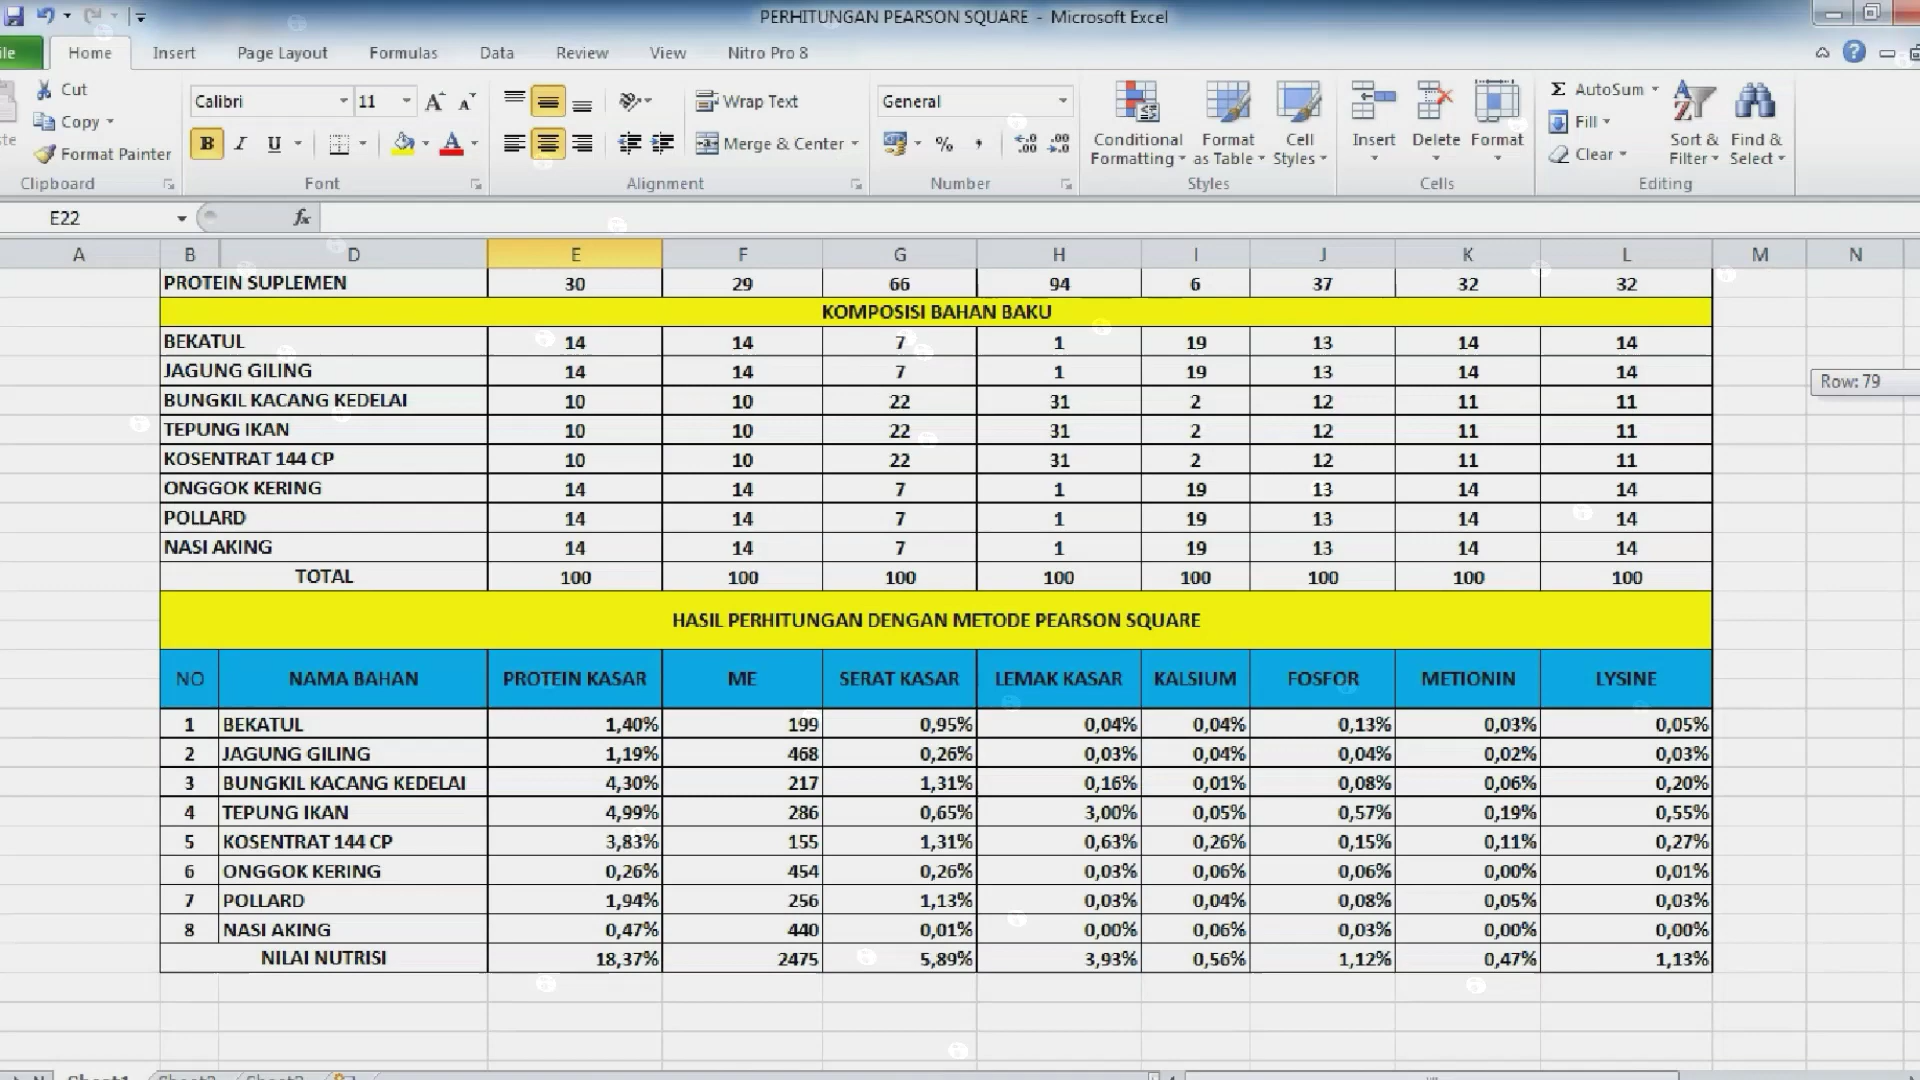 PERHITUNGAN PEARSON SQUARE - Microsoft Excel
Home Insert Page Layout Formulas Data Review View Nitro Pro 8
Cut
Copy
Format Painter
Clipboard
Calibri 11
B I U
Font
Wrap Text
Merge & Center
Alignment
General
%
Number
Conditional Formatting
Format as Table
Cell Styles
Styles
Insert Delete Format
Cells
AutoSum
Fill
Clear
Sort & Filter
Find & Select
Editing
E22 fx
A B D E F G H I J K L M N
PROTEIN SUPLEMEN 30 29 66 94 6 37 32 32
KOMPOSISI BAHAN BAKU
BEKATUL 14 14 7 1 19 13 14 14
JAGUNG GILING 14 14 7 1 19 13 14 14
Row: 79
BUNGKIL KACANG KEDELAI 10 10 22 31 2 12 11 11
TEPUNG IKAN 10 10 22 31 2 12 11 11
KOSENTRAT 144 CP 10 10 22 31 2 12 11 11
ONGGOK KERING 14 14 7 1 19 13 14 14
POLLARD 14 14 7 1 19 13 14 14
NASI AKING 14 14 7 1 19 13 14 14
TOTAL 100 100 100 100 100 100 100 100
HASIL PERHITUNGAN DENGAN METODE PEARSON SQUARE
NO NAMA BAHAN PROTEIN KASAR ME SERAT KASAR LEMAK KASAR KALSIUM FOSFOR METIONIN LYSINE
1 BEKATUL 1,40% 199 0,95% 0,04% 0,04% 0,13% 0,03% 0,05%
2 JAGUNG GILING 1,19% 468 0,26% 0,03% 0,04% 0,04% 0,02% 0,03%
3 BUNGKIL KACANG KEDELAI 4,30% 217 1,31% 0,16% 0,01% 0,08% 0,06% 0,20%
4 TEPUNG IKAN 4,99% 286 0,65% 3,00% 0,05% 0,57% 0,19% 0,55%
5 KOSENTRAT 144 CP 3,83% 155 1,31% 0,63% 0,26% 0,15% 0,11% 0,27%
6 ONGGOK KERING 0,26% 454 0,26% 0,03% 0,06% 0,06% 0,00% 0,01%
7 POLLARD 1,94% 256 1,13% 0,03% 0,04% 0,08% 0,05% 0,03%
8 NASI AKING 0,47% 440 0,01% 0,00% 0,06% 0,03% 0,00% 0,00%
NILAI NUTRISI 18,37% 2475 5,89% 3,93% 0,56% 1,12% 0,47% 1,13%